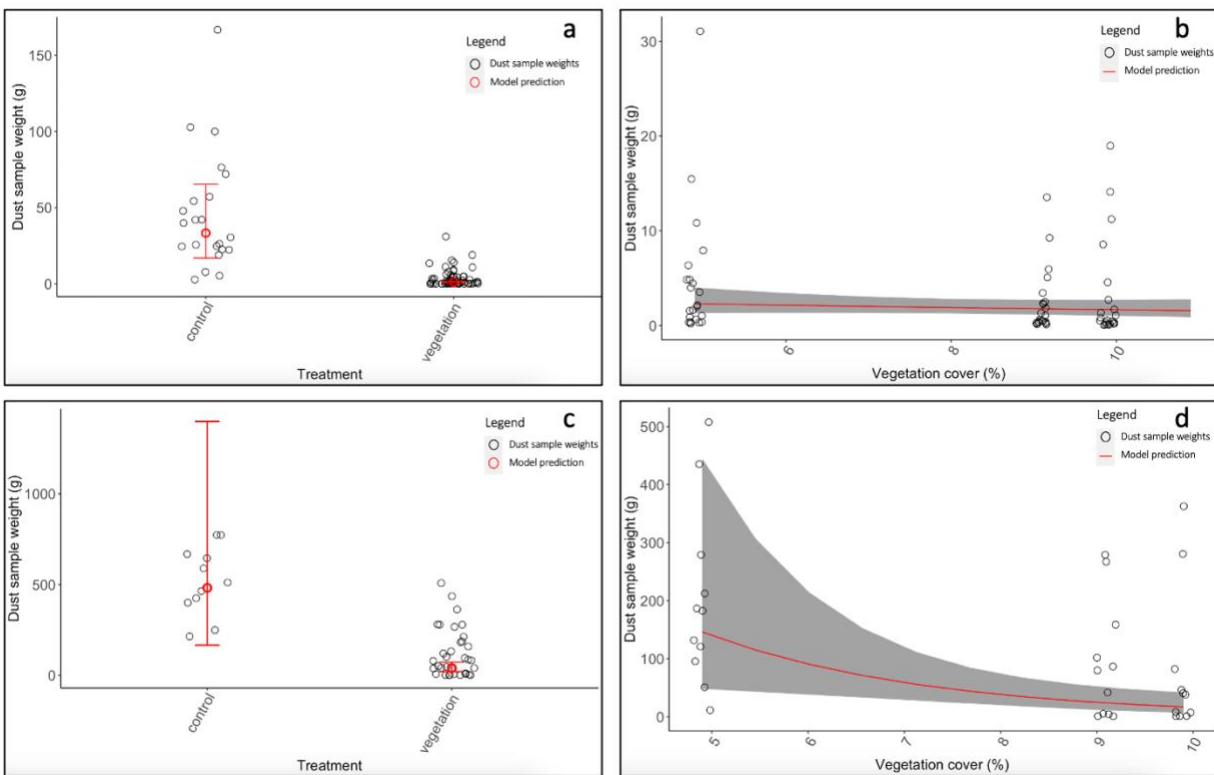 a
Legend
Dust sample weights
Model prediction
Dust sample weight (g)
150
100
50
0
control
vegetation
Treatment
b
Legend
Dust sample weights
Model prediction
Dust sample weight (g)
30
20
10
0
6
8
10
Vegetation cover (%)
c
Legend
Dust sample weights
Model prediction
Dust sample weight (g)
1000
500
0
control
vegetation
Treatment
d
Legend
Dust sample weights
Model prediction
Dust sample weight (g)
500
400
300
200
100
0
5
6
7
8
9
10
Vegetation cover (%)